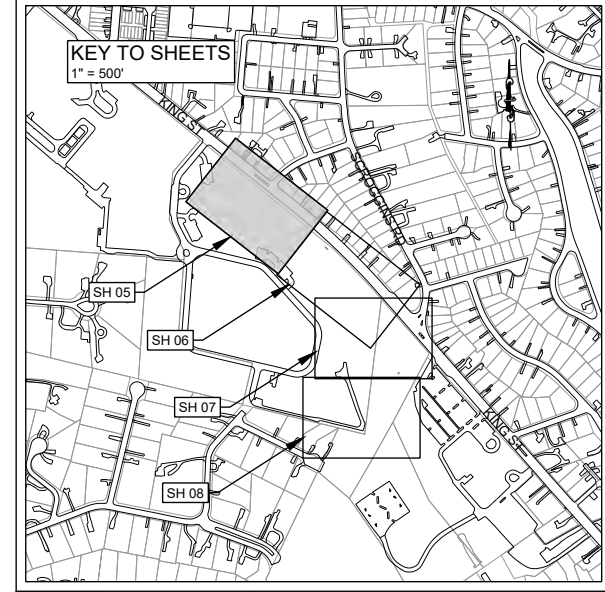 KEY TO SHEETS
1" = 500'
KING ST
SH 05
SH 06
SH 07
SH 08
KING ST